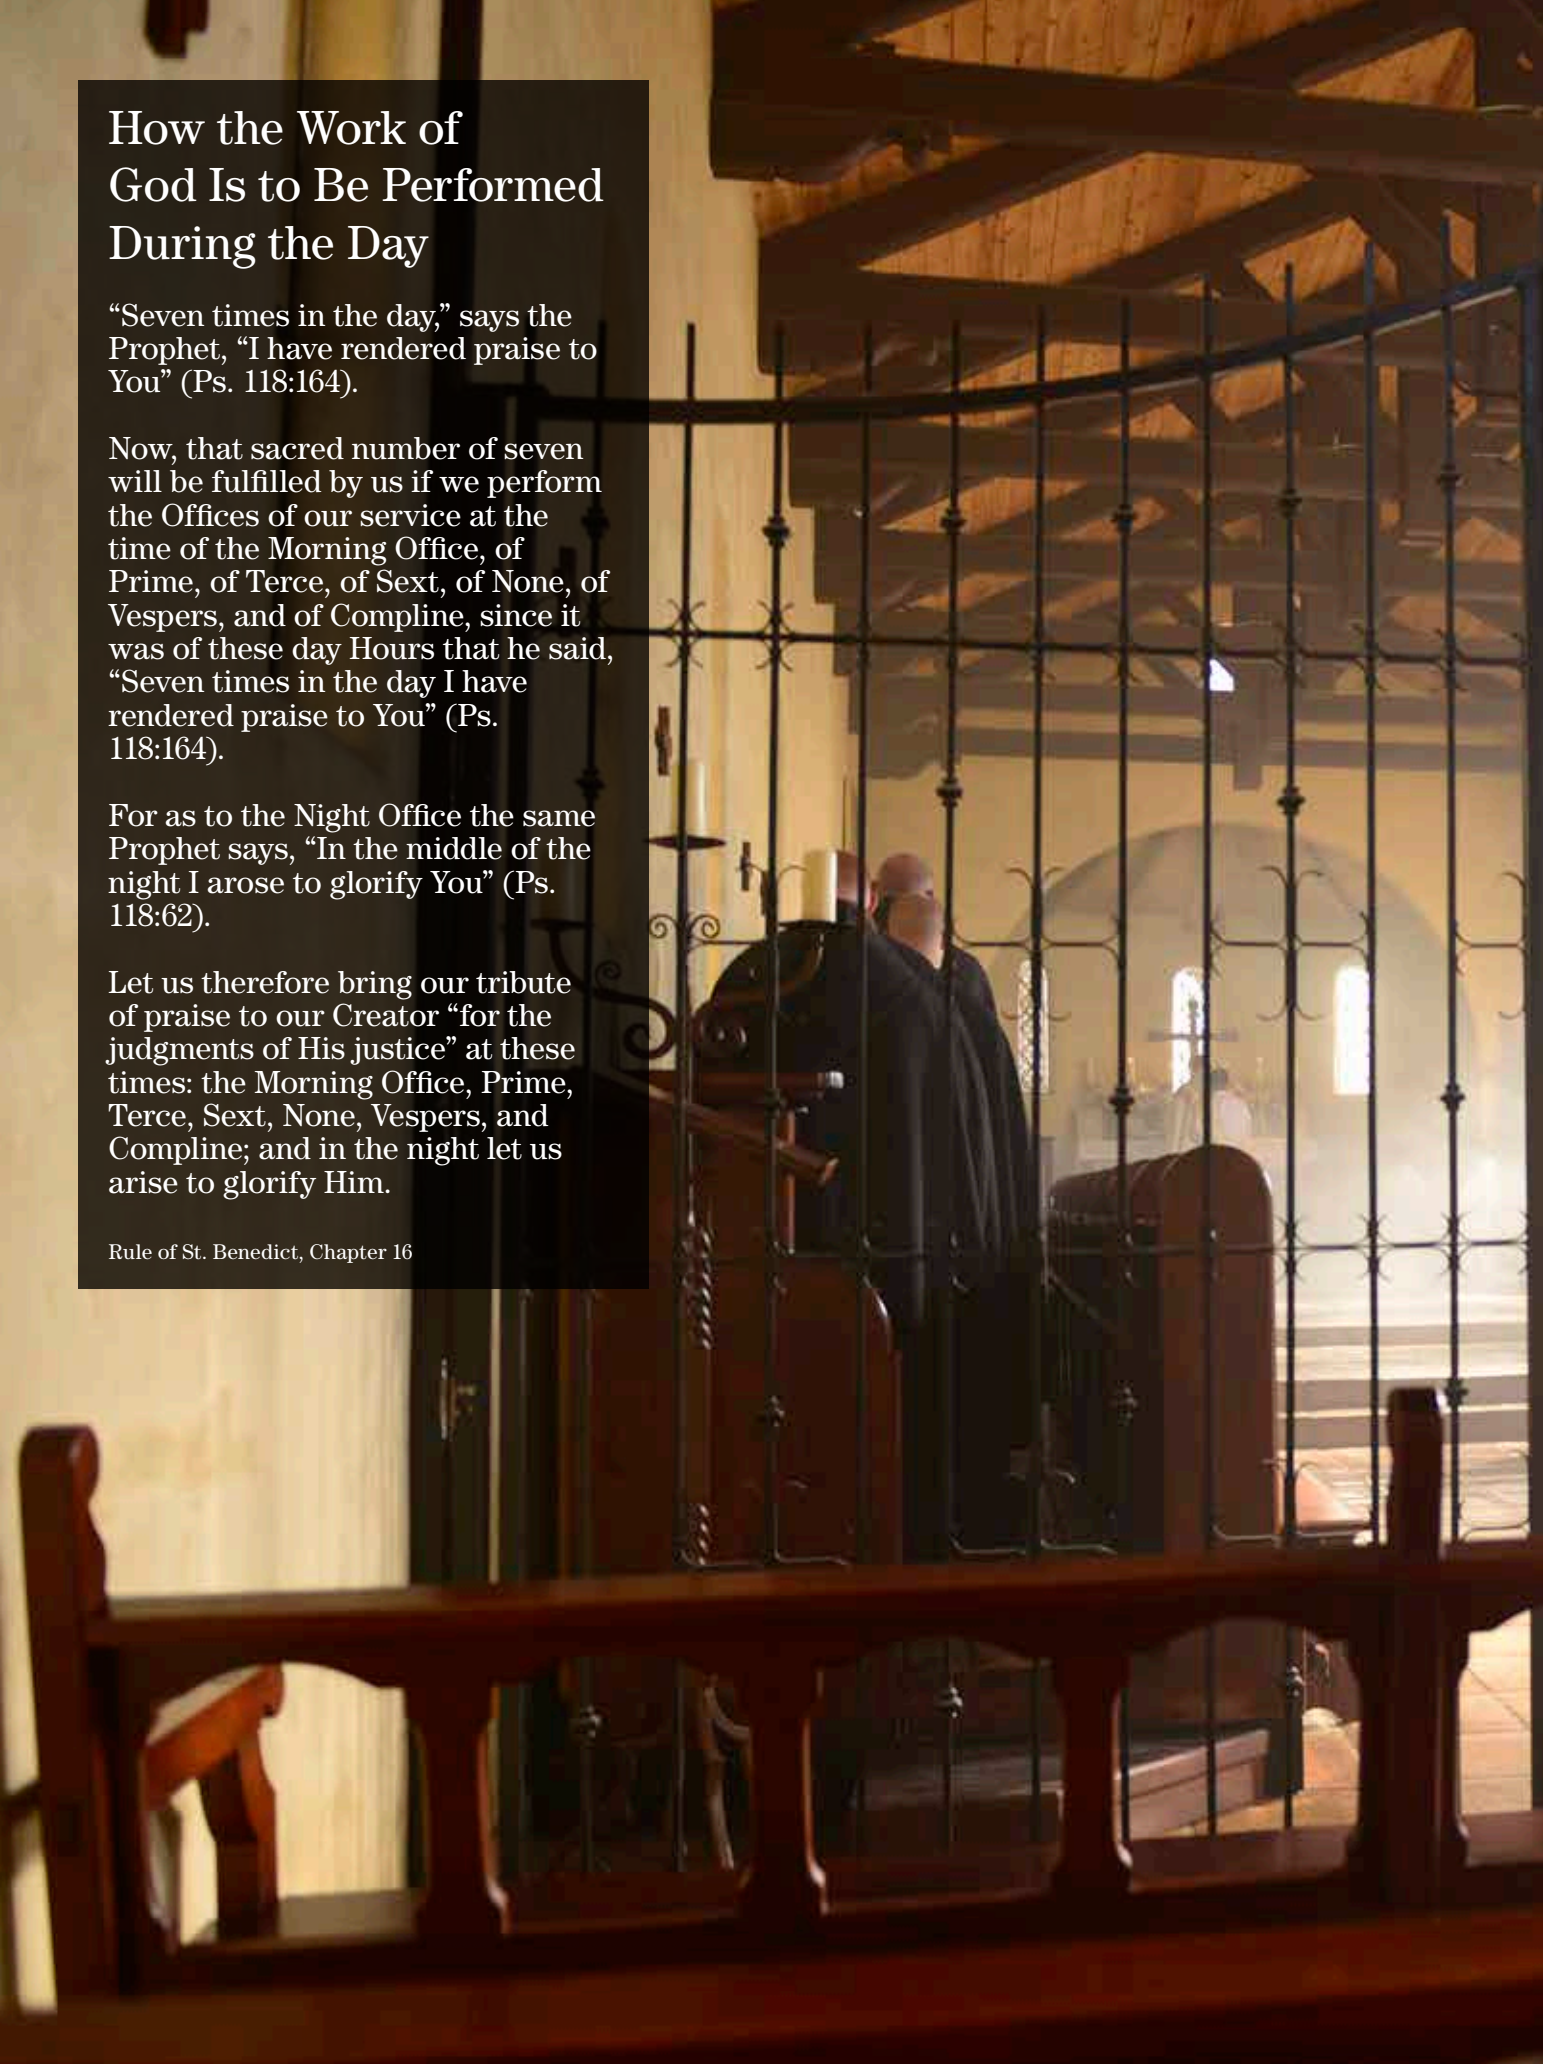 How the Work of
God Is to Be Performed
During the Day
“Seven times in the day,” says the
Prophet, “I have rendered praise to
You” (Ps. 118:164).
Now, that sacred number of seven
will be fulfilled by us if we perform
the Offices of our service at the
time of the Morning Office, of
Prime, of Terce, of Sext, of None, of
Vespers, and of Compline, since it
was of these day Hours that he said,
“Seven times in the day I have
rendered praise to You” (Ps.
118:164).
For as to the Night Office the same
Prophet says, “In the middle of the
night I arose to glorify You” (Ps.
118:62).
Let us therefore bring our tribute
of praise to our Creator “for the
judgments of His justice” at these
times: the Morning Office, Prime,
Terce, Sext, None, Vespers, and
Compline; and in the night let us
arise to glorify Him.
Rule of St. Benedict, Chapter 16